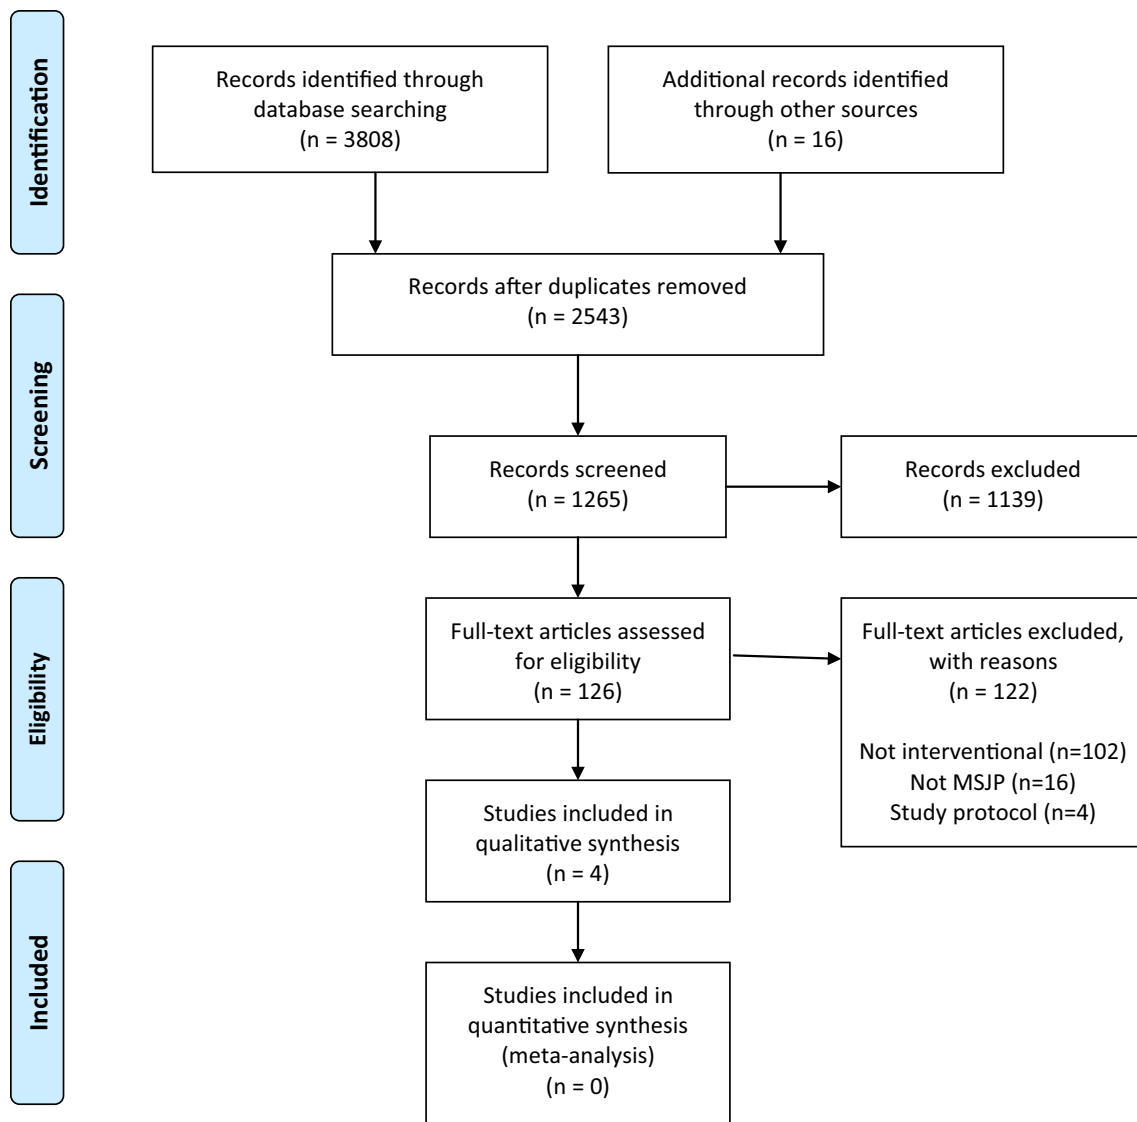 Identification
Records identified through
database searching
(n = 3808)
Additional records identified
through other sources
(n = 16)
Records after duplicates removed
(n = 2543)
Screening
Records screened
(n = 1265)
Records excluded
(n = 1139)
Eligibility
Full-text articles assessed
for eligibility
(n = 126)
Full-text articles excluded,
with reasons
(n = 122)
Not interventional (n=102)
Not MSJP (n=16)
Study protocol (n=4)
Studies included in
qualitative synthesis
(n = 4)
Included
Studies included in
quantitative synthesis
(meta-analysis)
(n = 0)